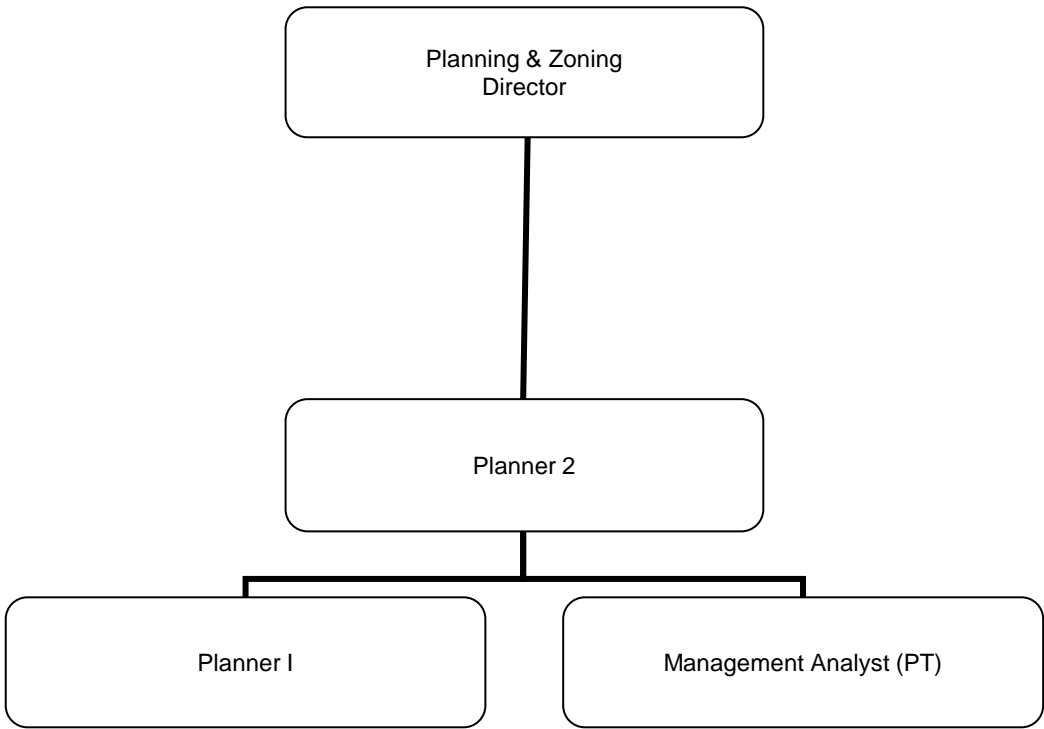 Planning & Zoning
Director
Planner 2
Planner I
Management Analyst (PT)